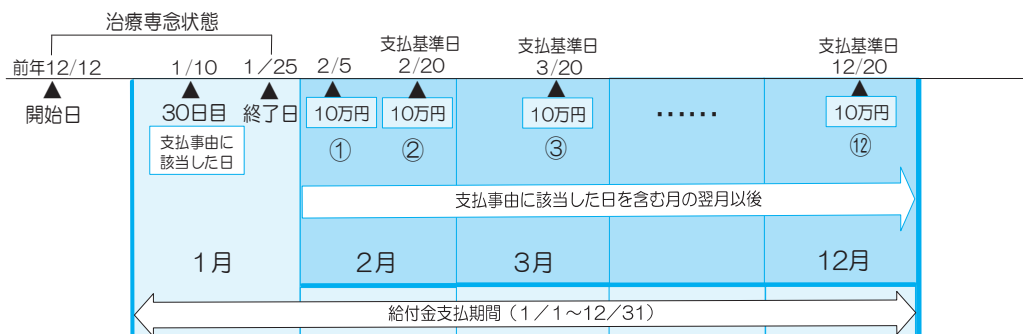 治療専念状態
支払基準日
支払基準日
支払基準日
前年12/12
1/10
1／25
2/5
2/20
3/20
12/20
開始日
30日目
終了日
10万円
10万円
10万円
……
10万円
支払事由に
該当した日
①
②
③
⑫
支払事由に該当した日を含む月の翌月以後
1月
2月
3月
12月
給付金支払期間（1／1～12／31）